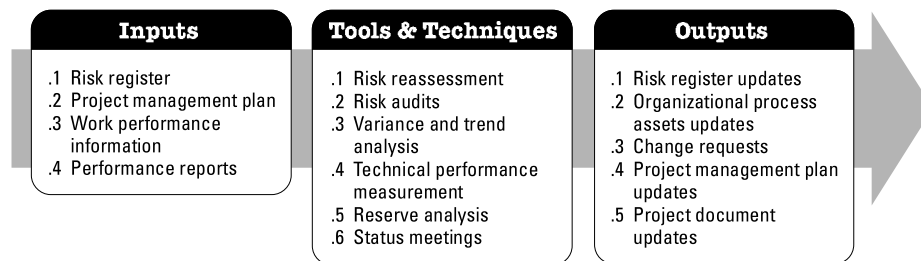 Inputs
.1 Risk register
.2 Project management plan
.3 Work performance
information
.4 Performance reports
Tools & Techniques
.1 Risk reassessment
.2 Risk audits
.3 Variance and trend
analysis
.4 Technical performance
measurement
.5 Reserve analysis
.6 Status meetings
Outputs
.1 Risk register updates
.2 Organizational process
assets updates
.3 Change requests
.4 Project management plan
updates
.5 Project document
updates